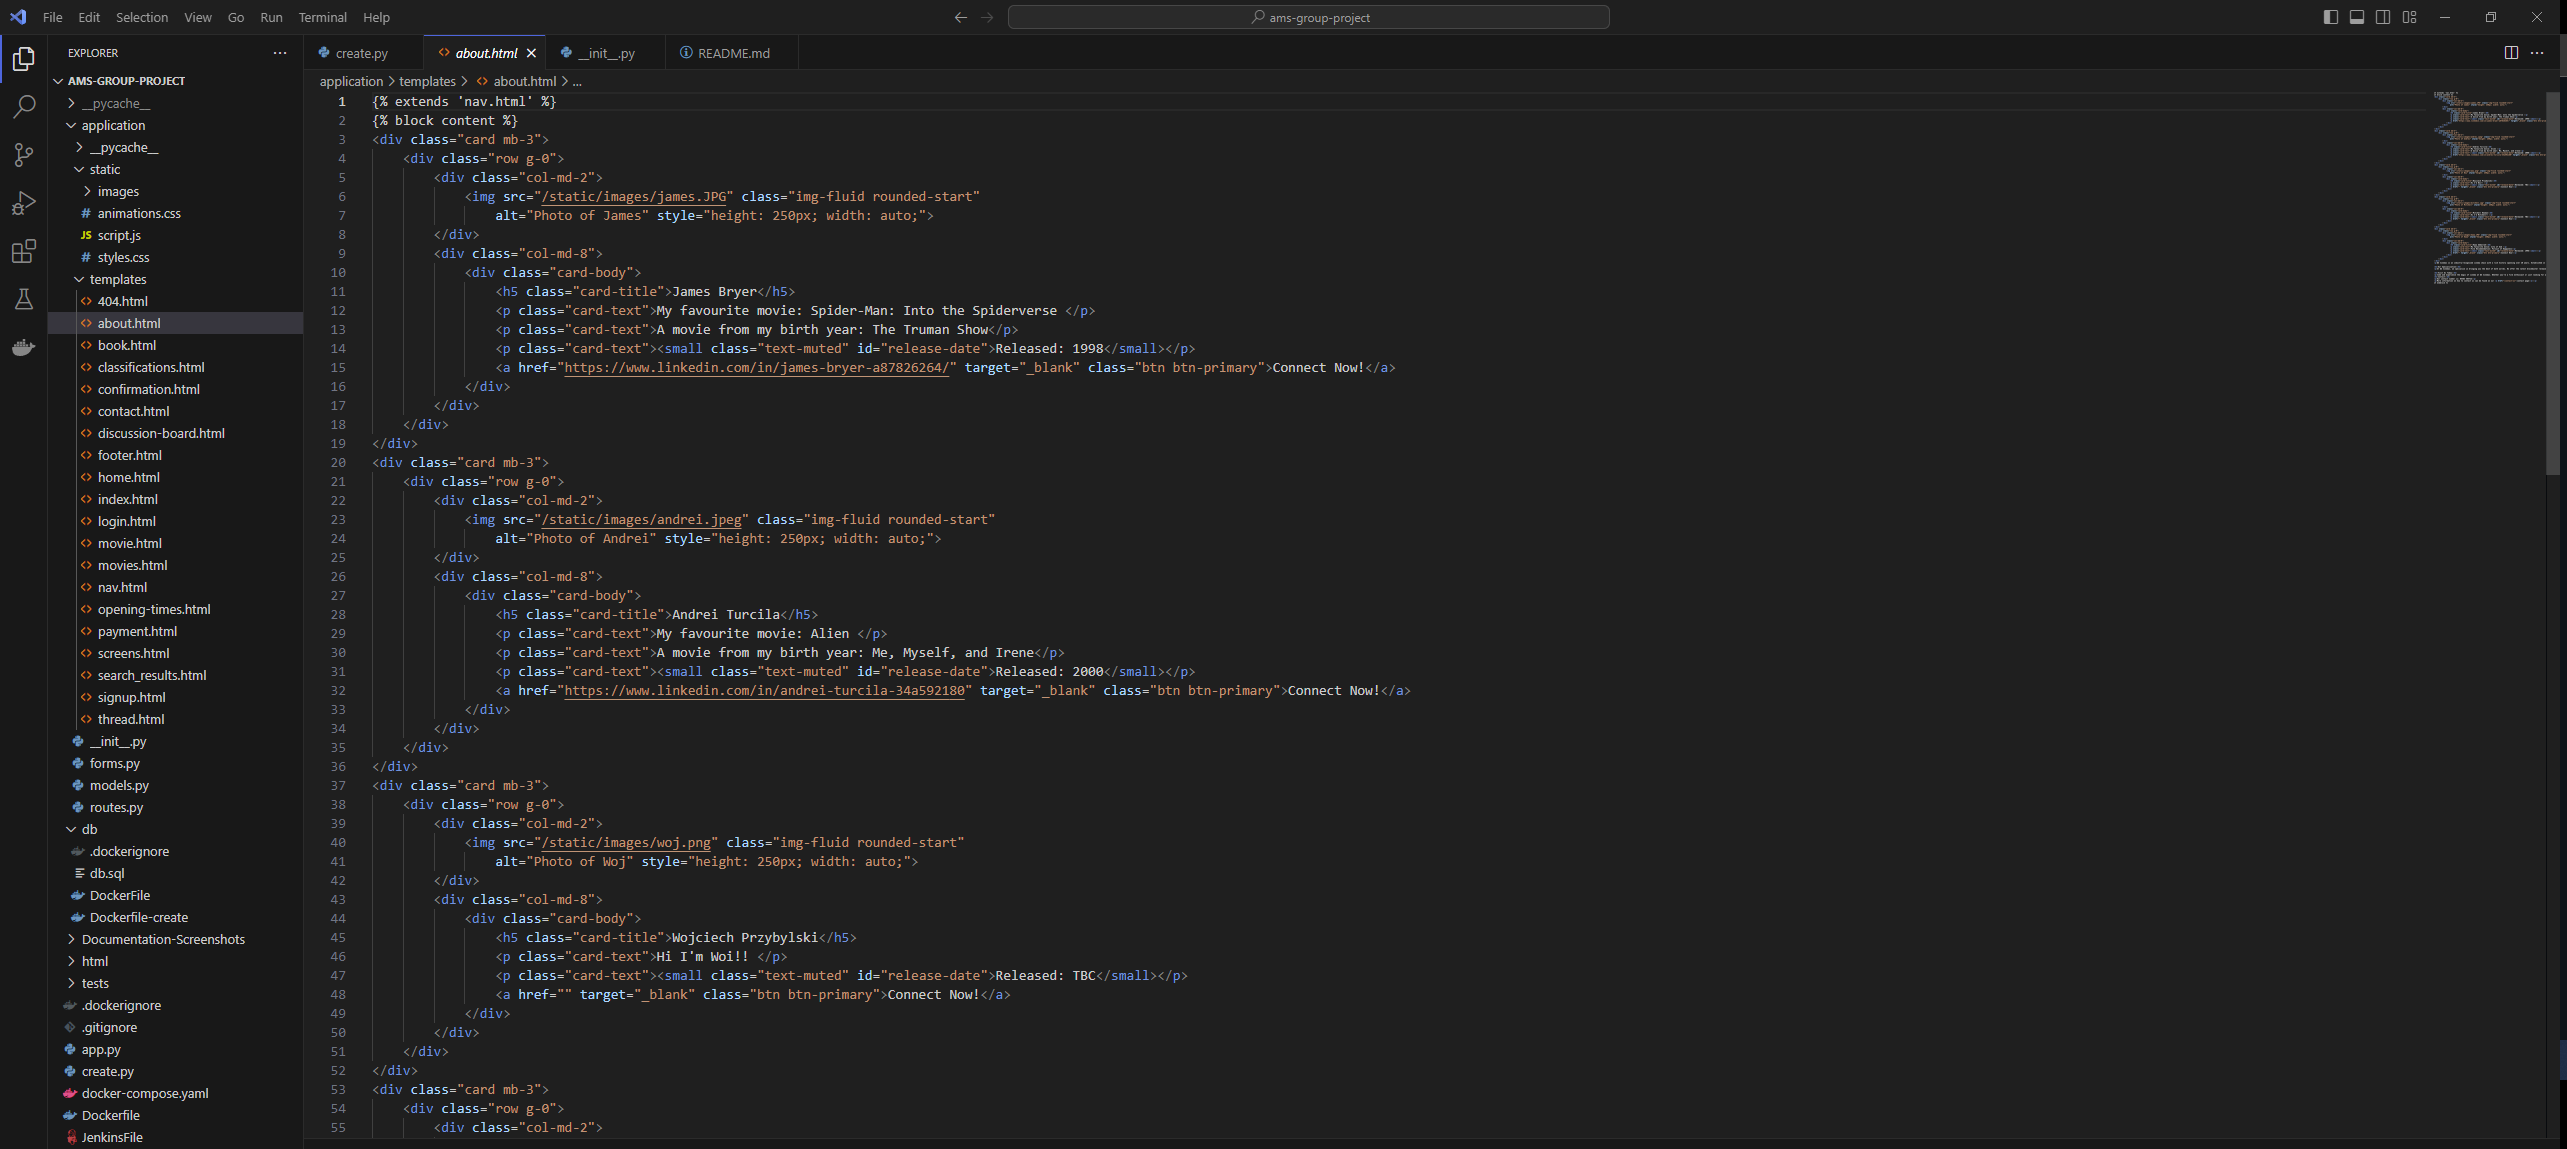 File Edit Selection View Go Run Terminal Help
ams-group-project
EXPLORER
AMS-GROUP-PROJECT
__pycache__
application
__pycache__
static
images
# animations.css
JS script.js
# styles.css
templates
<> 404.html
<> about.html
<> book.html
<> classifications.html
<> confirmation.html
<> contact.html
<> discussion-board.html
<> footer.html
<> home.html
<> index.html
<> login.html
<> movie.html
<> movies.html
<> nav.html
<> opening-times.html
<> payment.html
<> screens.html
<> search_results.html
<> signup.html
<> thread.html
__init__.py
forms.py
models.py
routes.py
db
.dockerignore
db.sql
DockerFile
Dockerfile-create
Documentation-Screenshots
html
tests
.dockerignore
.gitignore
app.py
create.py
docker-compose.yaml
Dockerfile
JenkinsFile
create.py <> about.html __init__.py README.md
application > templates > <> about.html > ...
1 {% extends 'nav.html' %}
2 {% block content %}
3 <div class="card mb-3">
4 <div class="row g-0">
5 <div class="col-md-2">
6 <img src="/static/images/james.JPG" class="img-fluid rounded-start"
7 alt="Photo of James" style="height: 250px; width: auto;">
8 </div>
9 <div class="col-md-8">
10 <div class="card-body">
11 <h5 class="card-title">James Bryer</h5>
12 <p class="card-text">My favourite movie: Spider-Man: Into the Spiderverse </p>
13 <p class="card-text">A movie from my birth year: The Truman Show</p>
14 <p class="card-text"><small class="text-muted" id="release-date">Released: 1998</small></p>
15 <a href="https://www.linkedin.com/in/james-bryer-a87826264/" target="_blank" class="btn btn-primary">Connect Now!</a>
16 </div>
17 </div>
18 </div>
19 </div>
20 <div class="card mb-3">
21 <div class="row g-0">
22 <div class="col-md-2">
23 <img src="/static/images/andrei.jpeg" class="img-fluid rounded-start"
24 alt="Photo of Andrei" style="height: 250px; width: auto;">
25 </div>
26 <div class="col-md-8">
27 <div class="card-body">
28 <h5 class="card-title">Andrei Turcila</h5>
29 <p class="card-text">My favourite movie: Alien </p>
30 <p class="card-text">A movie from my birth year: Me, Myself, and Irene</p>
31 <p class="card-text"><small class="text-muted" id="release-date">Released: 2000</small></p>
32 <a href="https://www.linkedin.com/in/andrei-turcila-34a592180" target="_blank" class="btn btn-primary">Connect Now!</a>
33 </div>
34 </div>
35 </div>
36 </div>
37 <div class="card mb-3">
38 <div class="row g-0">
39 <div class="col-md-2">
40 <img src="/static/images/woj.png" class="img-fluid rounded-start"
41 alt="Photo of Woj" style="height: 250px; width: auto;">
42 </div>
43 <div class="col-md-8">
44 <div class="card-body">
45 <h5 class="card-title">Wojciech Przybylski</h5>
46 <p class="card-text">Hi I'm Woi!! </p>
47 <p class="card-text"><small class="text-muted" id="release-date">Released: TBC</small></p>
48 <a href="" target="_blank" class="btn btn-primary">Connect Now!</a>
49 </div>
50 </div>
51 </div>
52 </div>
53 <div class="card mb-3">
54 <div class="row g-0">
55 <div class="col-md-2">